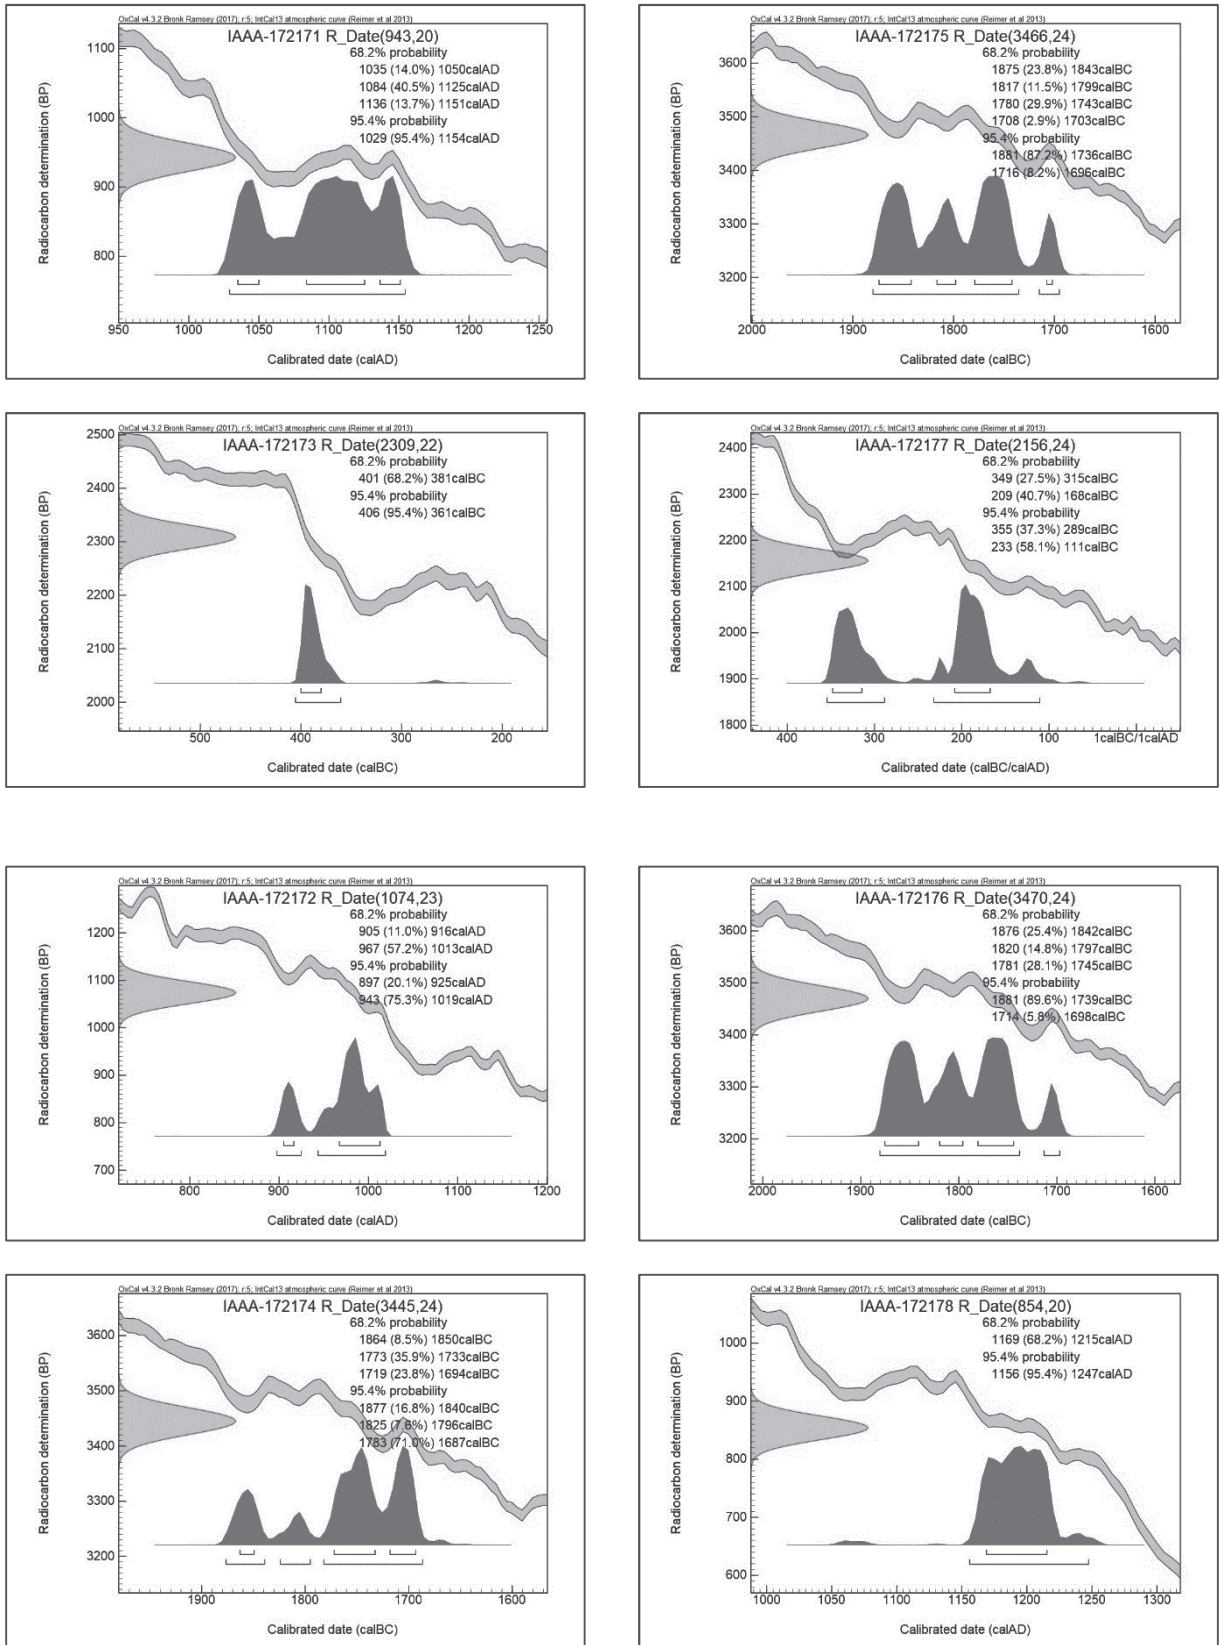 OxCal v4.3.2 Bronk Ramsey (2017); r:5; IntCal13 atmospheric curve (Reimer et al 2013)
IAAA-172171 R_Date(943,20)
68.2% probability
1035 (14.0%) 1050calAD
1084 (40.5%) 1125calAD
1136 (13.7%) 1151calAD
95.4% probability
1029 (95.4%) 1154calAD
Radiocarbon determination (BP)
1100
1000
900
800
950 1000 1050 1100 1150 1200 1250
Calibrated date (calAD)
OxCal v4.3.2 Bronk Ramsey (2017); r:5; IntCal13 atmospheric curve (Reimer et al 2013)
IAAA-172175 R_Date(3466,24)
68.2% probability
1875 (23.8%) 1843calBC
1817 (11.5%) 1799calBC
1780 (29.9%) 1743calBC
1708 (2.9%) 1703calBC
95.4% probability
1881 (87.2%) 1736calBC
1716 (8.2%) 1696calBC
Radiocarbon determination (BP)
3600
3500
3400
3300
3200
2000 1900 1800 1700 1600
Calibrated date (calBC)
OxCal v4.3.2 Bronk Ramsey (2017); r:5; IntCal13 atmospheric curve (Reimer et al 2013)
IAAA-172173 R_Date(2309,22)
68.2% probability
401 (68.2%) 381calBC
95.4% probability
406 (95.4%) 361calBC
Radiocarbon determination (BP)
2500
2400
2300
2200
2100
2000
500 400 300 200
Calibrated date (calBC)
OxCal v4.3.2 Bronk Ramsey (2017); r:5; IntCal13 atmospheric curve (Reimer et al 2013)
IAAA-172177 R_Date(2156,24)
68.2% probability
349 (27.5%) 315calBC
209 (40.7%) 168calBC
95.4% probability
355 (37.3%) 289calBC
233 (58.1%) 111calBC
Radiocarbon determination (BP)
2400
2300
2200
2100
2000
1900
1800
400 300 200 100 1calBC/1calAD
Calibrated date (calBC/calAD)
OxCal v4.3.2 Bronk Ramsey (2017); r:5; IntCal13 atmospheric curve (Reimer et al 2013)
IAAA-172172 R_Date(1074,23)
68.2% probability
905 (11.0%) 916calAD
967 (57.2%) 1013calAD
95.4% probability
897 (20.1%) 925calAD
943 (75.3%) 1019calAD
Radiocarbon determination (BP)
1200
1100
1000
900
800
700
800 900 1000 1100 1200
Calibrated date (calAD)
OxCal v4.3.2 Bronk Ramsey (2017); r:5; IntCal13 atmospheric curve (Reimer et al 2013)
IAAA-172176 R_Date(3470,24)
68.2% probability
1876 (25.4%) 1842calBC
1820 (14.8%) 1797calBC
1781 (28.1%) 1745calBC
95.4% probability
1881 (89.6%) 1739calBC
1714 (5.8%) 1698calBC
Radiocarbon determination (BP)
3600
3500
3400
3300
3200
2000 1900 1800 1700 1600
Calibrated date (calBC)
OxCal v4.3.2 Bronk Ramsey (2017); r:5; IntCal13 atmospheric curve (Reimer et al 2013)
IAAA-172174 R_Date(3445,24)
68.2% probability
1864 (8.5%) 1850calBC
1773 (35.9%) 1733calBC
1719 (23.8%) 1694calBC
95.4% probability
1877 (16.8%) 1840calBC
1825 (7.6%) 1796calBC
1783 (71.0%) 1687calBC
Radiocarbon determination (BP)
3600
3500
3400
3300
3200
1900 1800 1700 1600
Calibrated date (calBC)
OxCal v4.3.2 Bronk Ramsey (2017); r:5; IntCal13 atmospheric curve (Reimer et al 2013)
IAAA-172178 R_Date(854,20)
68.2% probability
1169 (68.2%) 1215calAD
95.4% probability
1156 (95.4%) 1247calAD
Radiocarbon determination (BP)
1000
900
800
700
600
1000 1050 1100 1150 1200 1250 1300
Calibrated date (calAD)